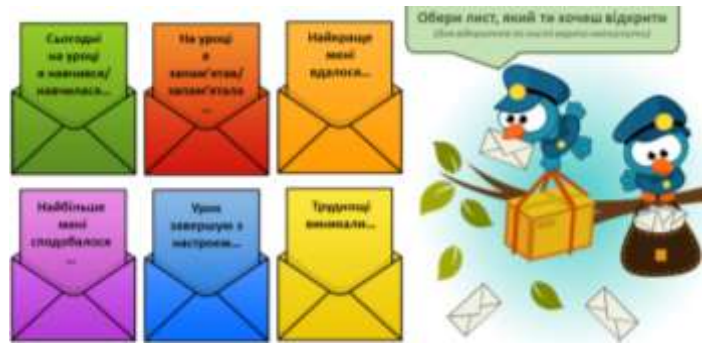 Сьогодні
на уроці
я навчився/
навчилася...
На уроці
я
запам'ятав/
запам'ятала
...
Найкраще
мені
вдалося...
Обери лист, який ти хочеш відкрити
Найбільше
мені
сподобалося
...
Урок
завершую з
настроєм...
Труднощі
виникали...